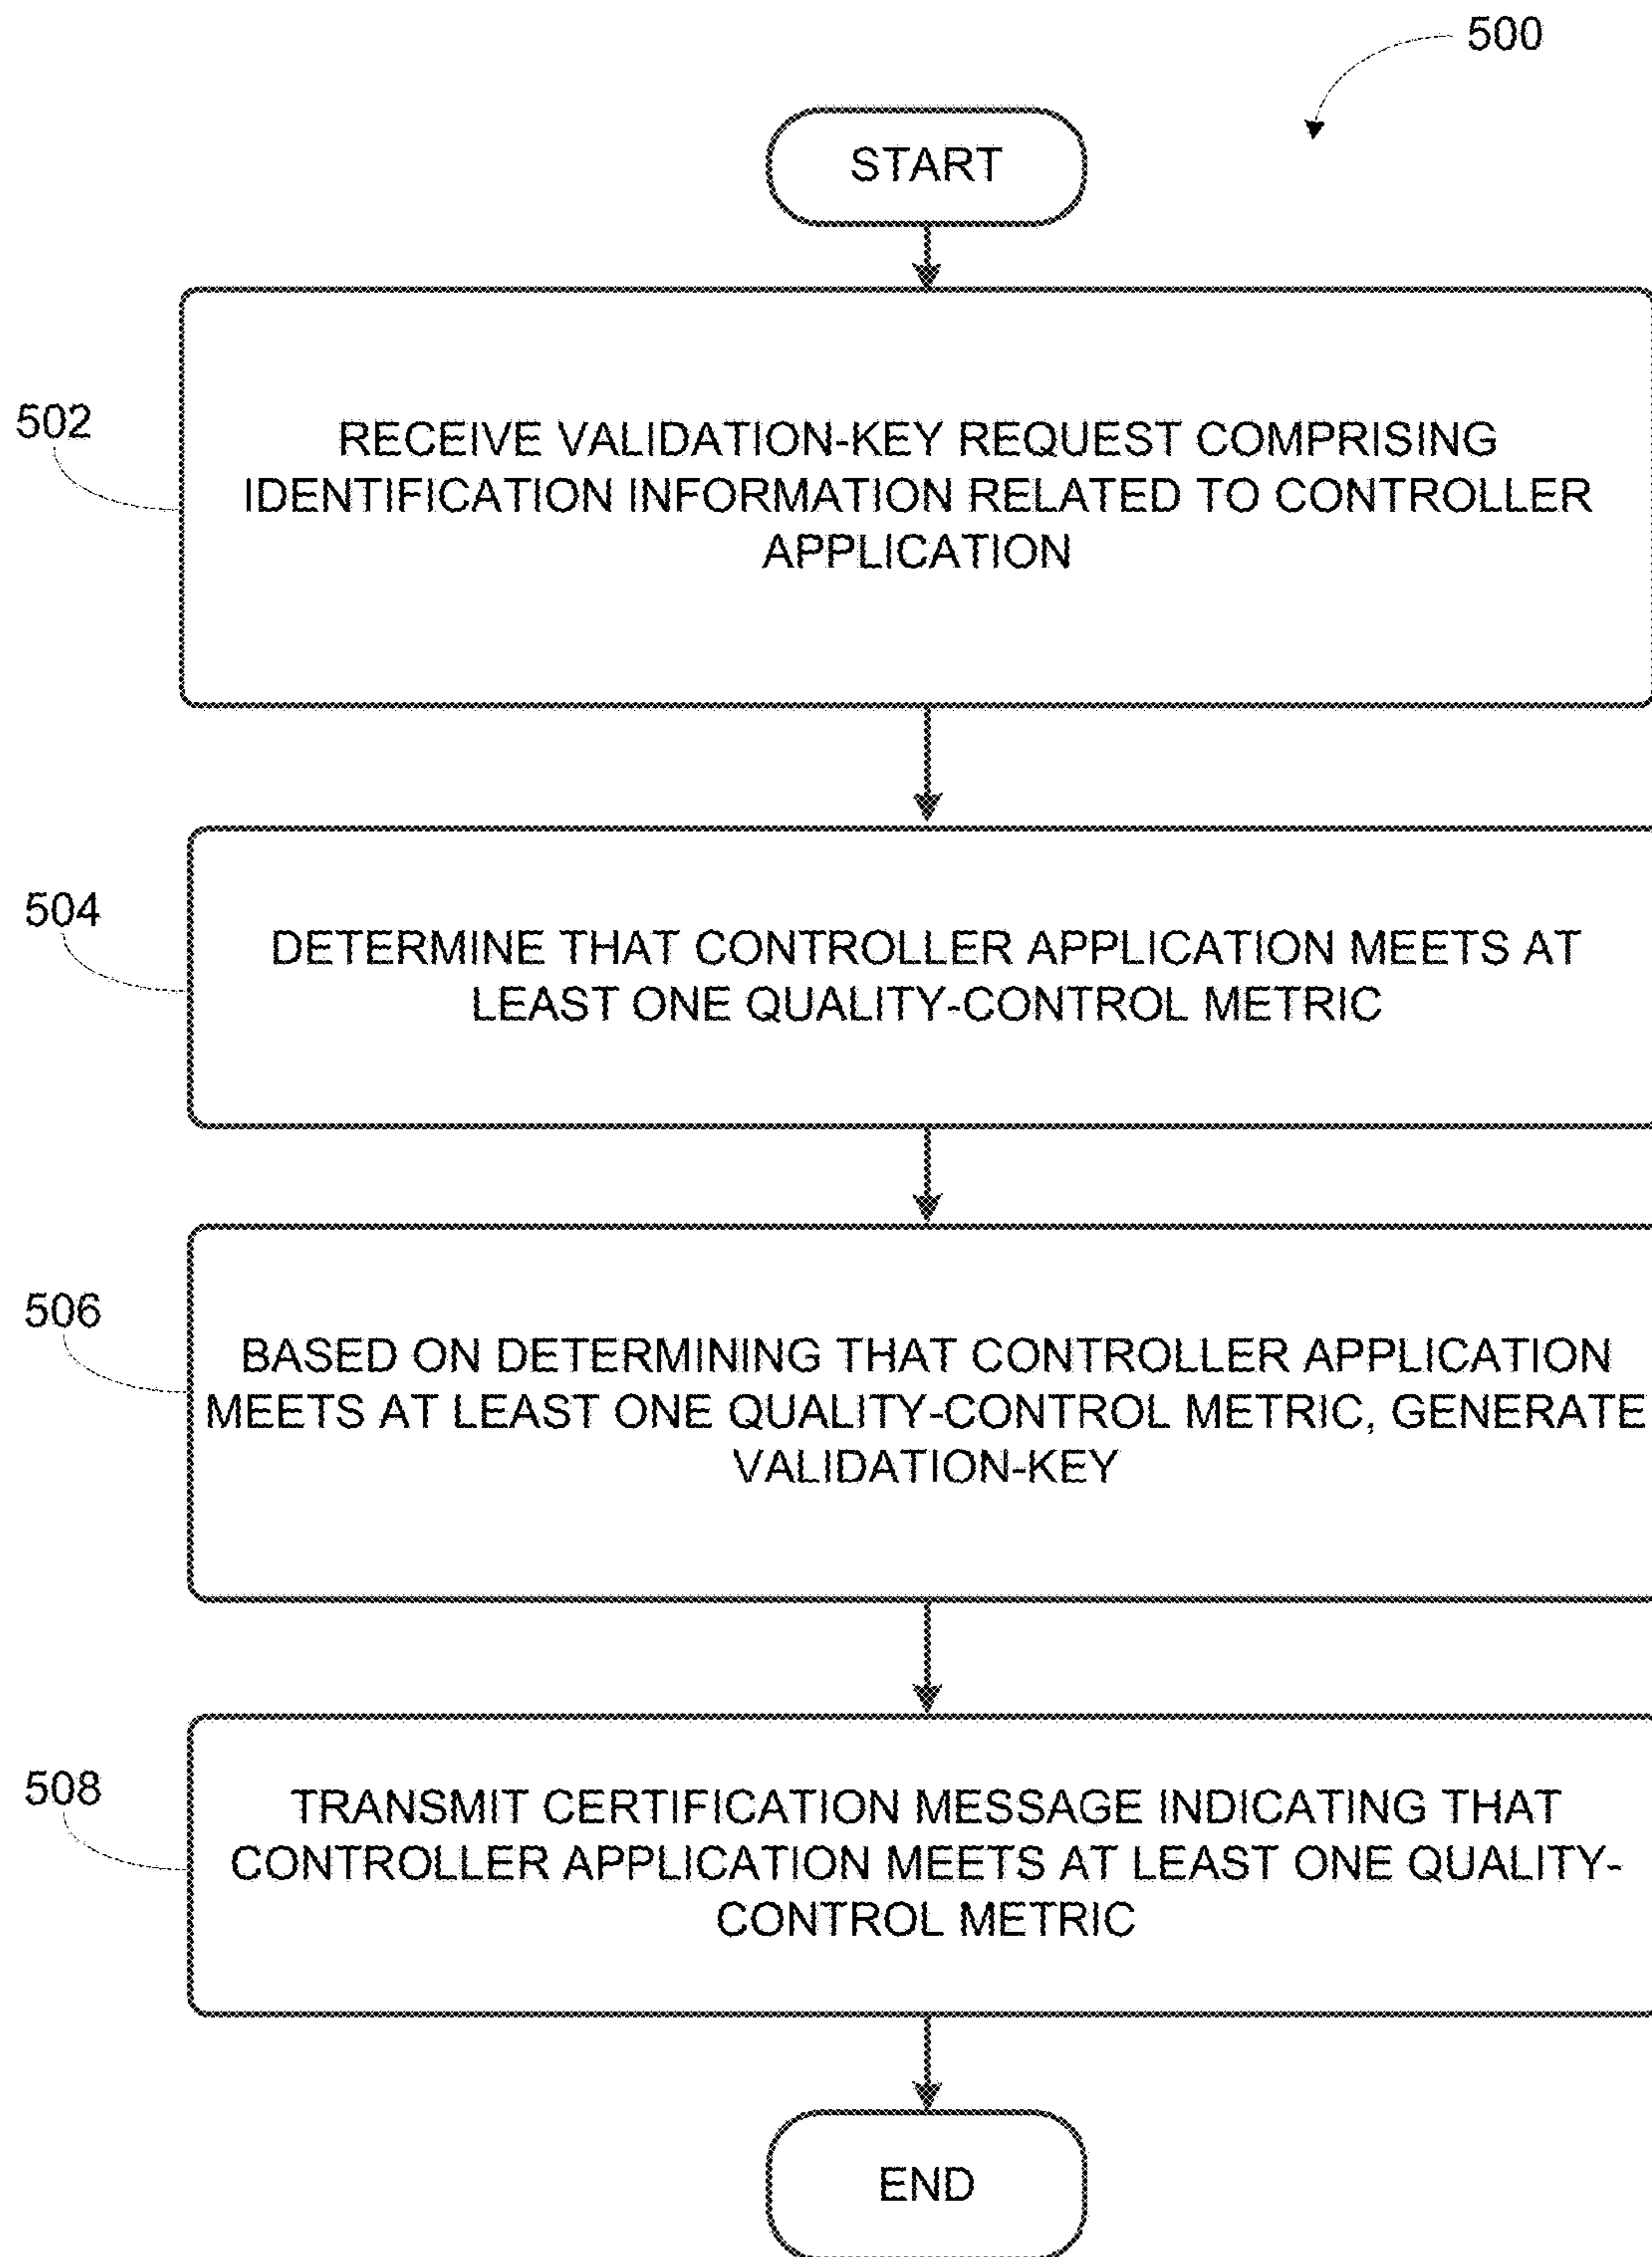 500
START
502
RECEIVE VALIDATION-KEY REQUEST COMPRISING
IDENTIFICATION INFORMATION RELATED TO CONTROLLER
APPLICATION
504
DETERMINE THAT CONTROLLER APPLICATION MEETS AT
LEAST ONE QUALITY-CONTROL METRIC
506
BASED ON DETERMINING THAT CONTROLLER APPLICATION
MEETS AT LEAST ONE QUALITY-CONTROL METRIC, GENERATE
VALIDATION-KEY
508
TRANSMIT CERTIFICATION MESSAGE INDICATING THAT
CONTROLLER APPLICATION MEETS AT LEAST ONE QUALITY-
CONTROL METRIC
END